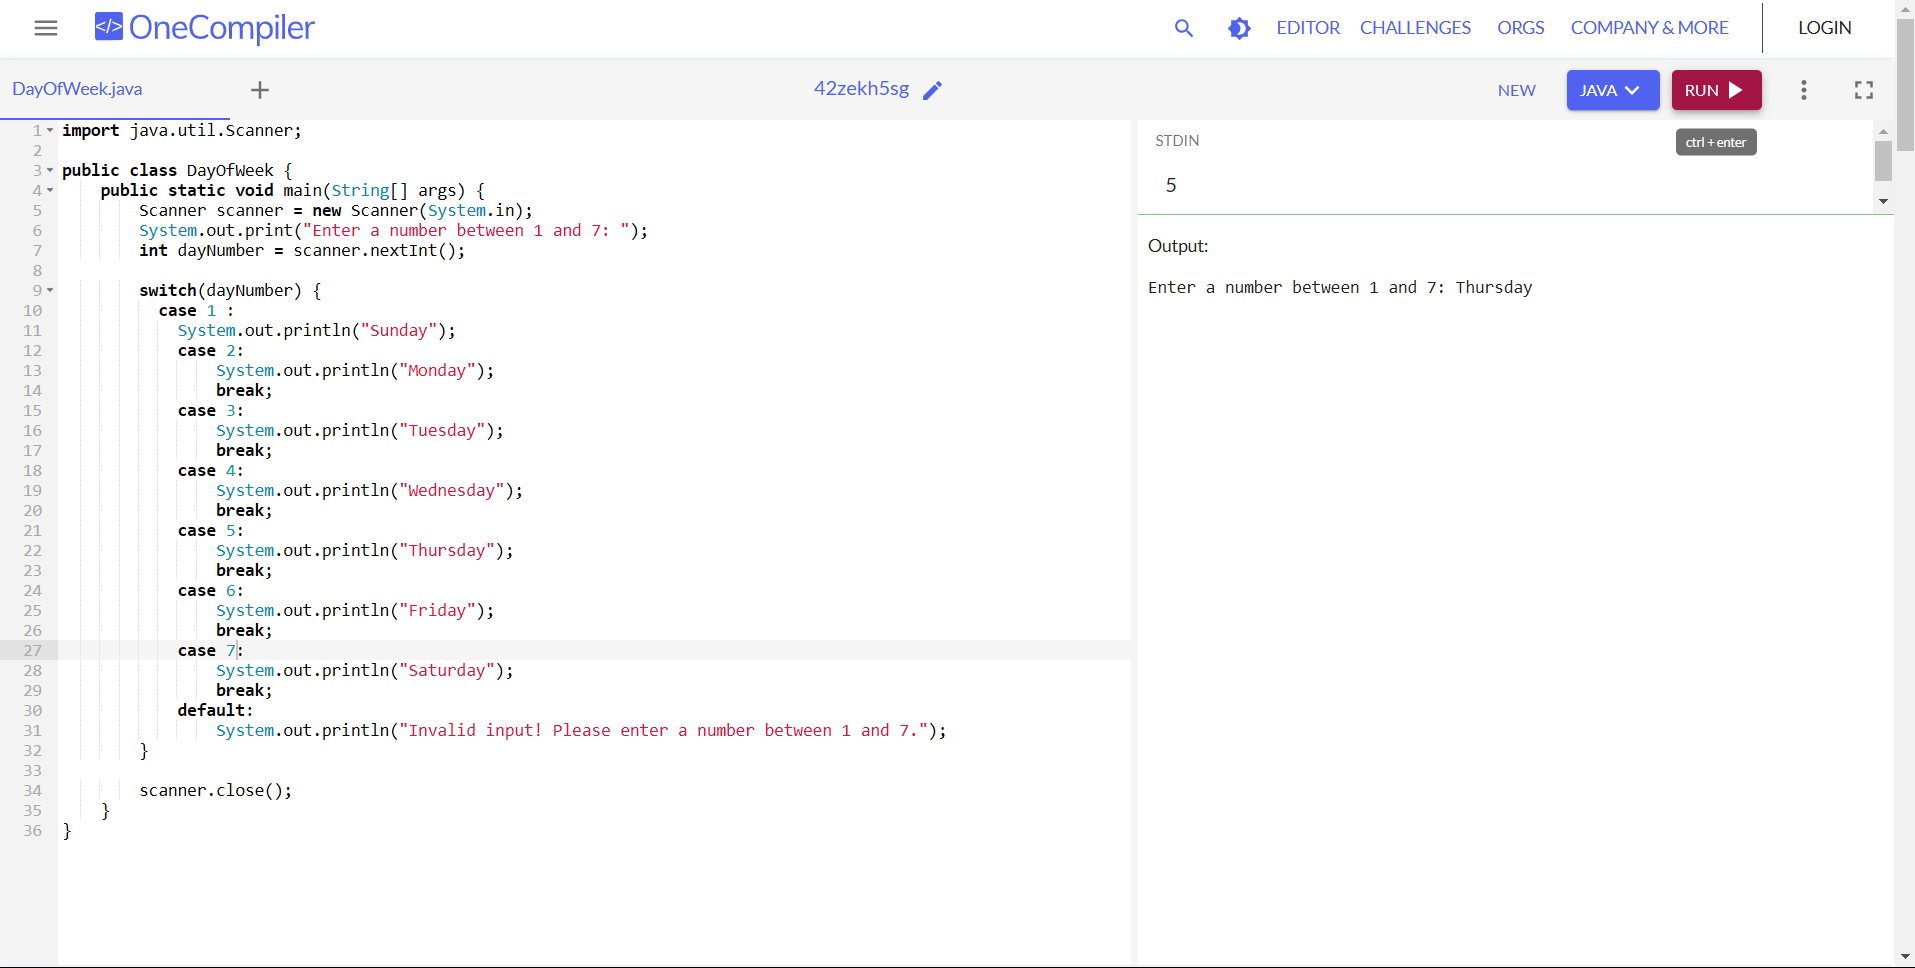 </> OneCompiler
EDITOR CHALLENGES ORGS COMPANY & MORE LOGIN
DayOfWeek.java + 42zekh5sg NEW JAVA RUN
ctrl + enter
1 import java.util.Scanner;
2
3 public class DayOfWeek {
4     public static void main(String[] args) {
5         Scanner scanner = new Scanner(System.in);
6         System.out.print("Enter a number between 1 and 7: ");
7         int dayNumber = scanner.nextInt();
8
9         switch(dayNumber) {
10           case 1 :
11             System.out.println("Sunday");
12             case 2:
13                 System.out.println("Monday");
14                 break;
15             case 3:
16                 System.out.println("Tuesday");
17                 break;
18             case 4:
19                 System.out.println("Wednesday");
20                 break;
21             case 5:
22                 System.out.println("Thursday");
23                 break;
24             case 6:
25                 System.out.println("Friday");
26                 break;
27             case 7:
28                 System.out.println("Saturday");
29                 break;
30             default:
31                 System.out.println("Invalid input! Please enter a number between 1 and 7.");
32         }
33
34         scanner.close();
35     }
36 }
STDIN
5
Output:
Enter a number between 1 and 7: Thursday